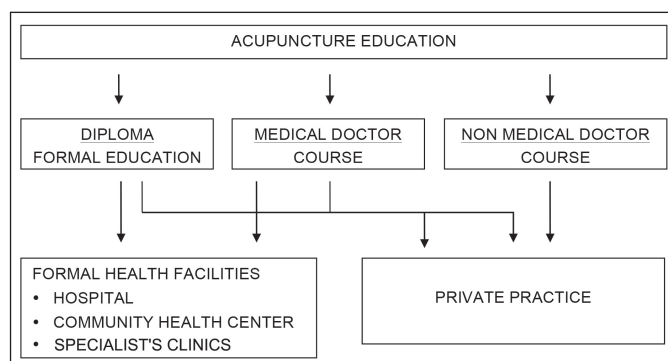 ACUPUNCTURE EDUCATION
DIPLOMA
FORMAL EDUCATION
MEDICAL DOCTOR
COURSE
NON MEDICAL DOCTOR
COURSE
FORMAL HEALTH FACILITIES
• HOSPITAL
• COMMUNITY HEALTH CENTER
• SPECIALIST'S CLINICS
PRIVATE PRACTICE